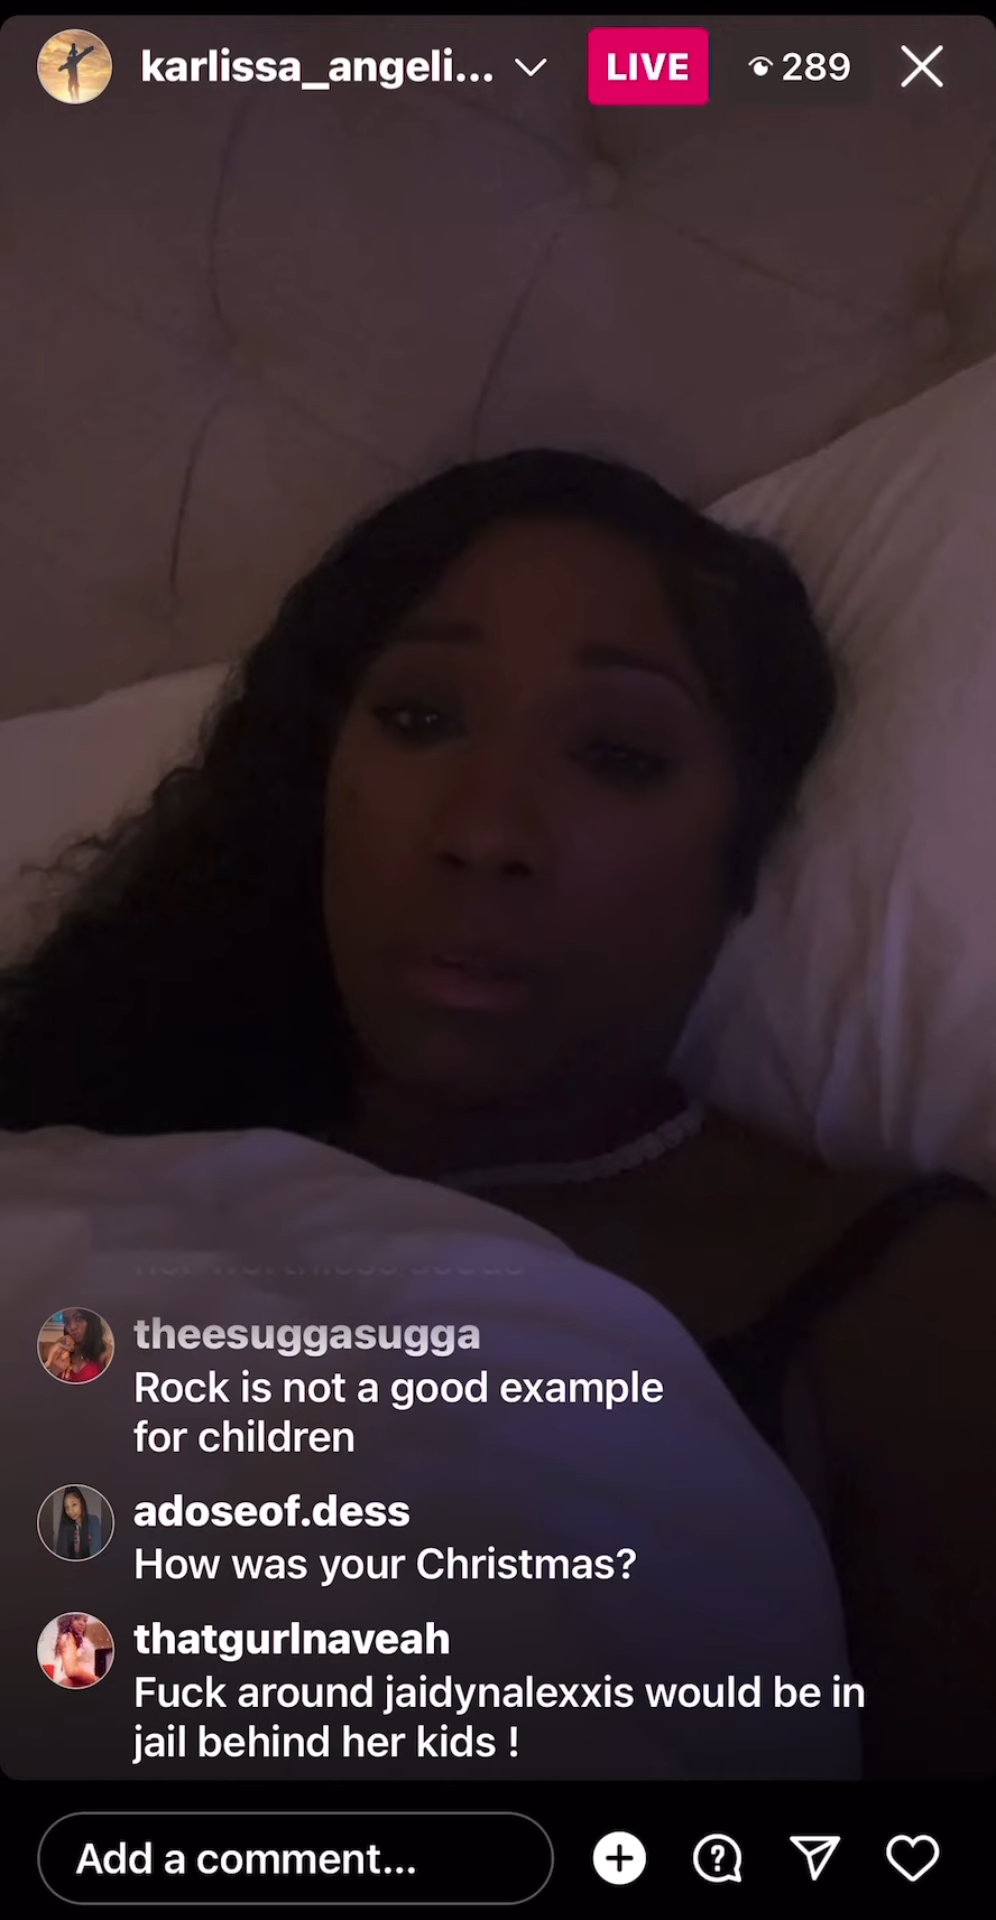 karlissa_angeli...
LIVE
289
theesuggasugga
Rock is not a good example
for children
adoseof.dess
How was your Christmas?
thatgurlnaveah
Fuck around jaidynalexxis would be in
jail behind her kids !
Add a comment...